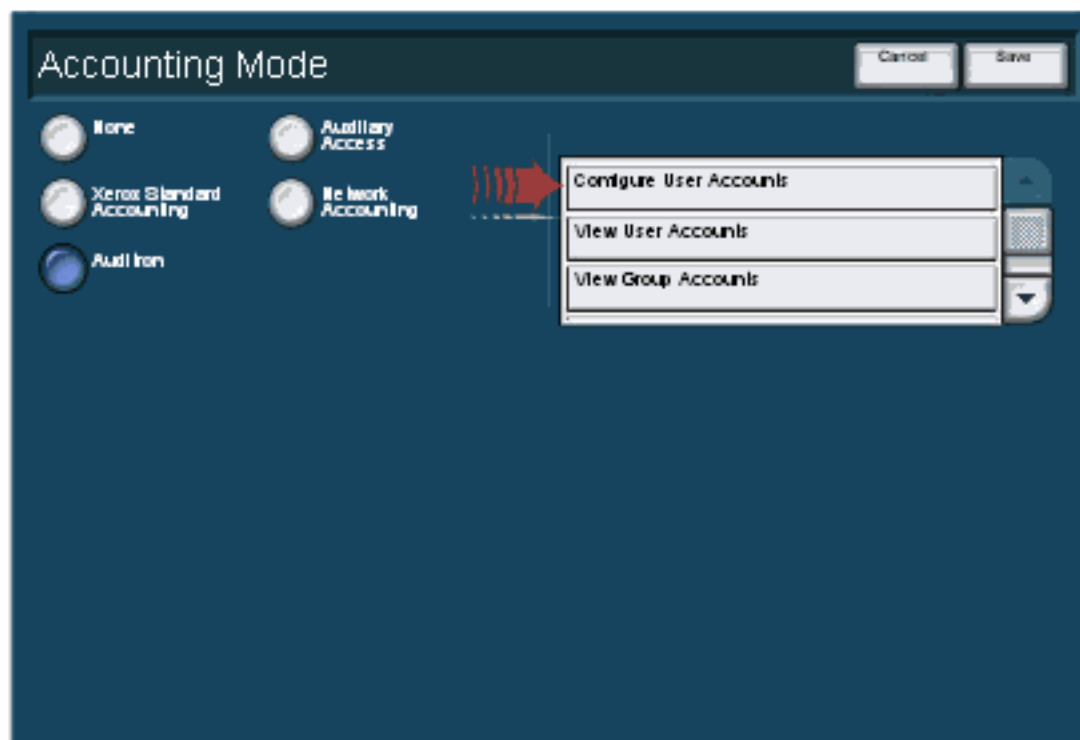 Accounting Mode
Cancel
Save
None
Auxiliary
Access
Xerox Standard
Accounting
Network
Accounting
Auditron
Configure User Accounts
View User Accounts
View Group Accounts